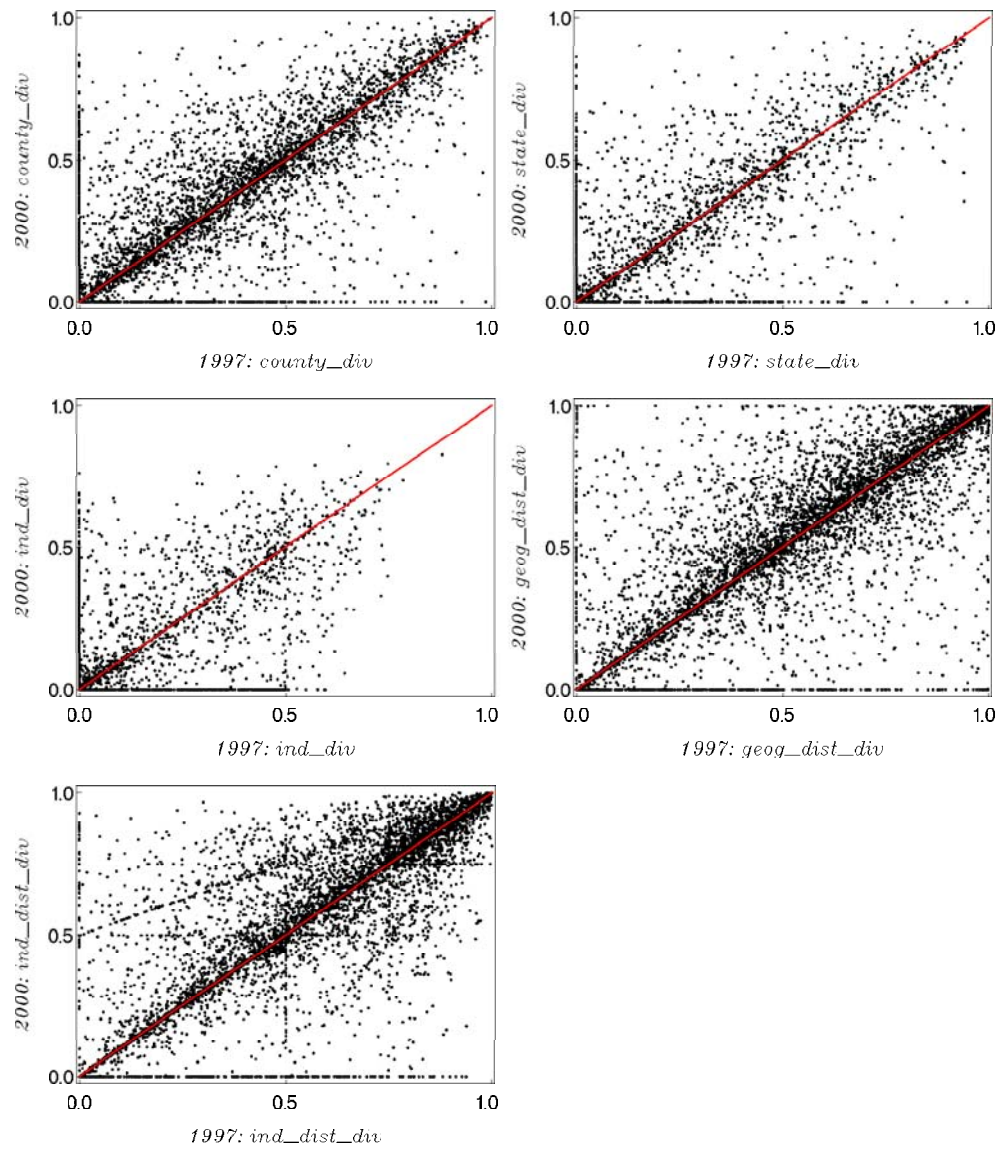 1.0
2000: county_div
0.5
0.0
0.0 0.5 1.0
1997: county_div
1.0
2000: state_div
0.5
0.0
0.0 0.5 1.0
1997: state_div
1.0
2000: ind_div
0.5
0.0
0.0 0.5 1.0
1997: ind_div
1.0
2000: geog_dist_div
0.5
0.0
0.0 0.5 1.0
1997: geog_dist_div
1.0
2000: ind_dist_div
0.5
0.0
0.0 0.5 1.0
1997: ind_dist_div